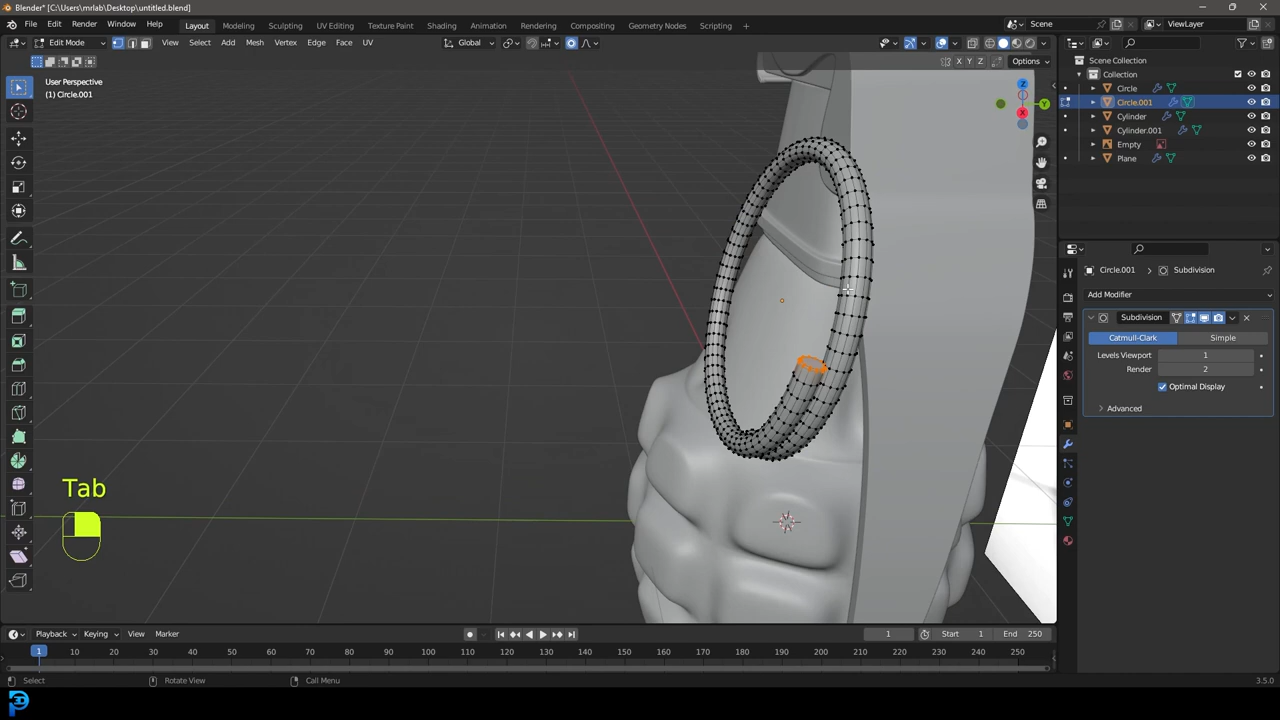 Blender* [C:\Users\mrlab\Desktop\untitled.blend]
File Edit Render Window Help Layout Modeling Sculpting UV Editing Texture Paint Shading Animation Rendering Compositing Geometry Nodes Scripting + Scene ViewLayer
Edit Mode View Select Add Mesh Vertex Edge Face UV Global
X Y Z Options
User Perspective
(1) Circle.001
Z
Y
X
Scene Collection
Collection
Circle
Circle.001
Cylinder
Cylinder.001
Empty
Plane
Circle.001 > Subdivision
Add Modifier
Subdivision
Catmull-Clark Simple
Levels Viewport 1
Render 2
Optimal Display
Advanced
Tab
Playback Keying View Marker 1 Start 1 End 250
1 10 20 30 40 50 60 70 80 90 100 110 120 130 140 150 160 170 180 190 200 210 220 230 240 250
Select Rotate View Call Menu 3.5.0